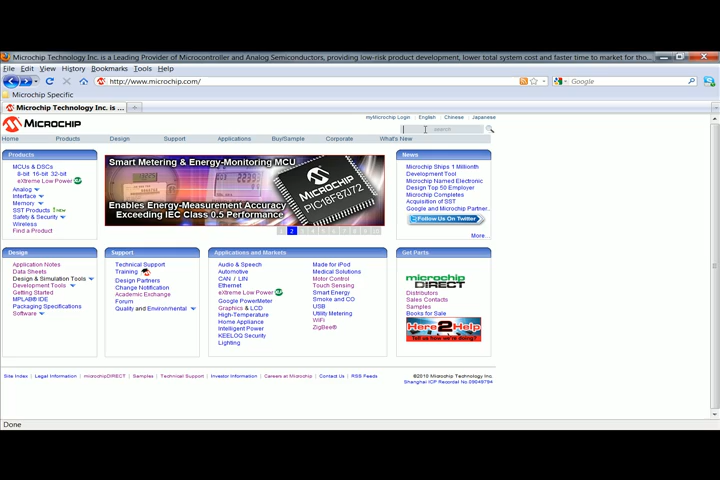 Microchip Technology Inc. is a Leading Provider of Microcontroller and Analog Semiconductors, providing low-risk product development, lower total system cost and faster time to market for tho...
File Edit View History Bookmarks Tools Help
http://www.microchip.com/
Google
Microchip Specific
Microchip Technology Inc. is ...
myMicrochip Login | English | Chinese | Japanese
MICROCHIP
search
Home Products Design Support Applications Buy/Sample Corporate What's New
Products
MCUs & DSCs
8-bit 16-bit 32-bit
eXtreme Low Power
Analog
Interface
Memory
SST Products NEW
Safety & Security
Wireless
Find a Product
Smart Metering & Energy-Monitoring MCU
MICROCHIP
PIC18F87J72
Enables Energy-Measurement Accuracy
Exceeding IEC Class 0.5 Performance
2
News
Microchip Ships 1 Millionth
Development Tool
Microchip Named Electronic
Design Top 50 Employer
Microchip Completes
Acquisition of SST
Google and Microchip Partner...
Follow Us On Twitter
More...
Design
Application Notes
Data Sheets
Design & Simulation Tools
Development Tools
Getting Started
MPLAB® IDE
Packaging Specifications
Software
Support
Technical Support
Training
Design Partners
Change Notification
Academic Exchange
Forum
Quality and Environmental
Applications and Markets
Audio & Speech
Automotive
CAN / LIN
Ethernet
eXtreme Low Power
Google PowerMeter
Graphics & LCD
High-Temperature
Home Appliance
Intelligent Power
KEELOQ Security
Lighting
Made for iPod
Medical Solutions
Motor Control
Touch Sensing
Smart Energy
Smoke and CO
USB
Utility Metering
WiFi
ZigBee®
Get Parts
microchip
DIRECT
Distributors
Sales Contacts
Samples
Books for Sale
Here2Help
Tell us how we're doing?
Site Index | Legal Information | microchipDIRECT | Samples | Technical Support | Investor Information | Careers at Microchip | Contact Us | RSS Feeds
©2010 Microchip Technology Inc.
Shanghai ICP Recordal No.09049794
Done